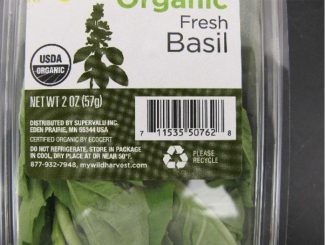 Organic
Fresh
Basil
USDA
ORGANIC
NET WT 2 OZ (57g)
DISTRIBUTED BY SUPERVALU INC.
EDEN PRAIRIE, MN 55344 USA
CERTIFIED ORGANIC BY ECOCERT
DO NOT REFRIGERATE. STORE IN PACKAGE
IN COOL, DRY PLACE AT OR NEAR 50°F.
877-932-7948, mywildharvest.com
7 11535 50762 8
PLEASE
RECYCLE